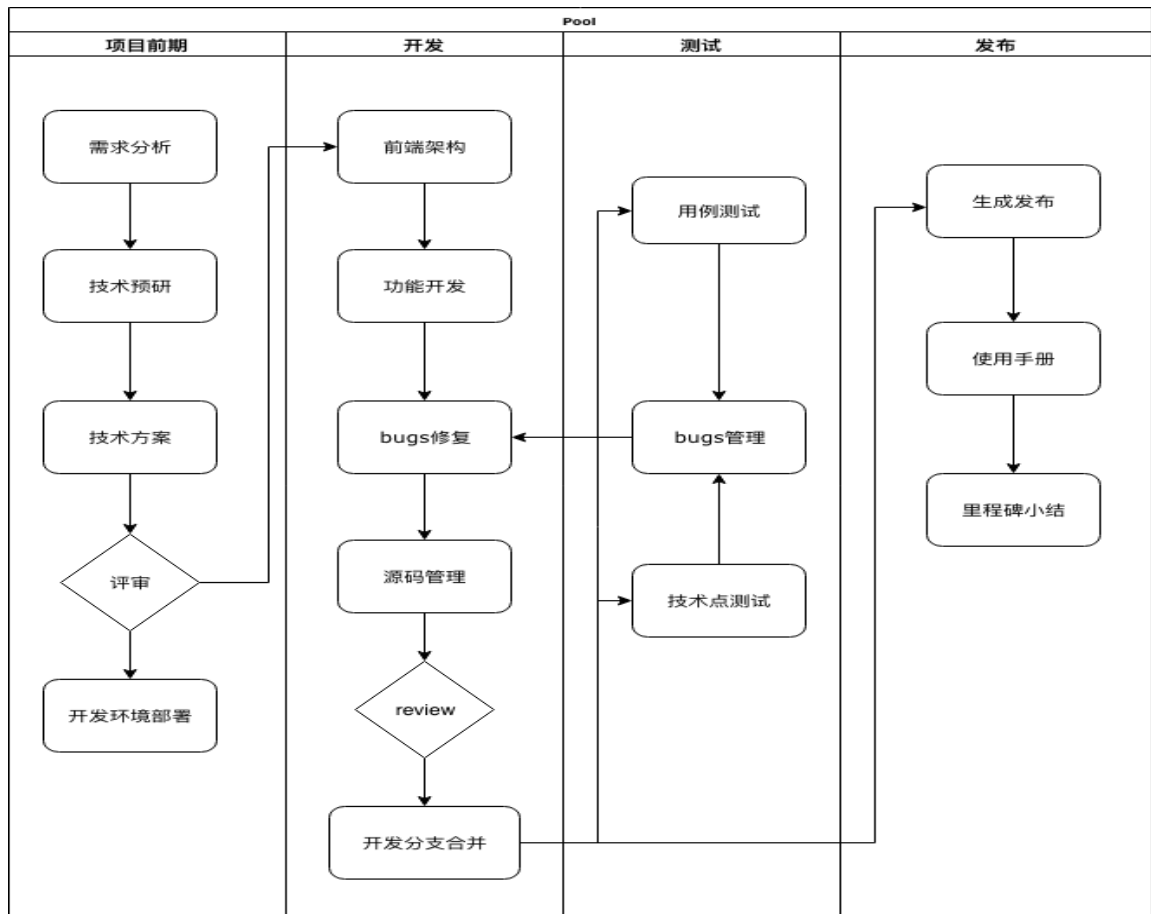 Pool
项目前期
开发
测试
发布
需求分析
技术预研
技术方案
评审
开发环境部署
前端架构
功能开发
bugs修复
源码管理
review
开发分支合并
用例测试
bugs管理
技术点测试
生成发布
使用手册
里程碑小结